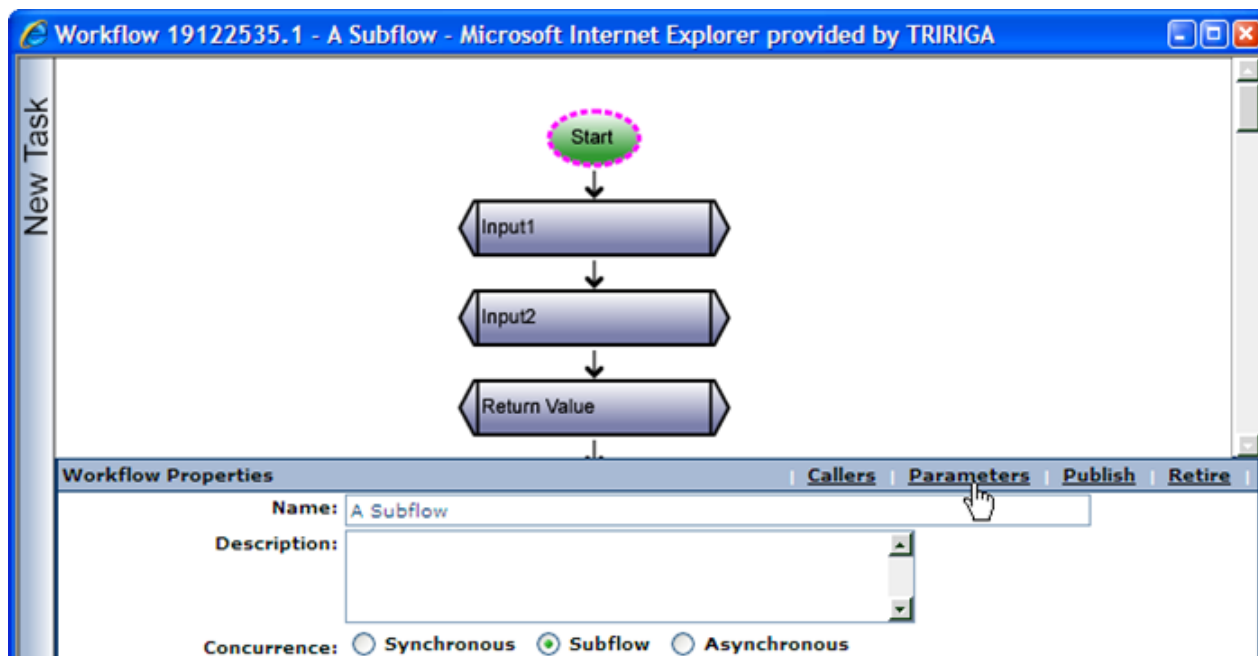 Workflow 19122535.1 - A Subflow - Microsoft Internet Explorer provided by TRIRIGA
New Task
Start
Input1
Input2
Return Value
Workflow Properties | Callers | Parameters | Publish | Retire |
Name: A Subflow
Description:
Concurrence: Synchronous Subflow Asynchronous